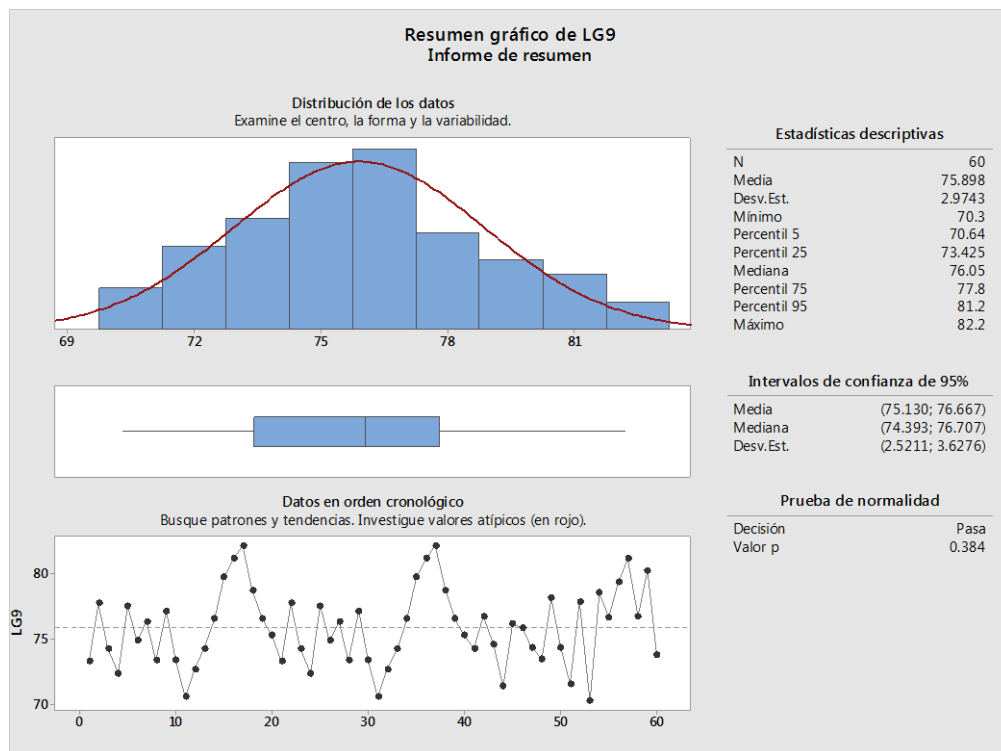 Resumen gráfico de LG9
Informe de resumen
Distribución de los datos
Examine el centro, la forma y la variabilidad.
69 72 75 78 81
Estadísticas descriptivas
N 60
Media 75.898
Desv.Est. 2.9743
Mínimo 70.3
Percentil 5 70.64
Percentil 25 73.425
Mediana 76.05
Percentil 75 77.8
Percentil 95 81.2
Máximo 82.2
Intervalos de confianza de 95%
Media (75.130; 76.667)
Mediana (74.393; 76.707)
Desv.Est. (2.5211; 3.6276)
Datos en orden cronológico
Busque patrones y tendencias. Investigue valores atípicos (en rojo).
LG9
80
75
70
0 10 20 30 40 50 60
Prueba de normalidad
Decisión Pasa
Valor p 0.384